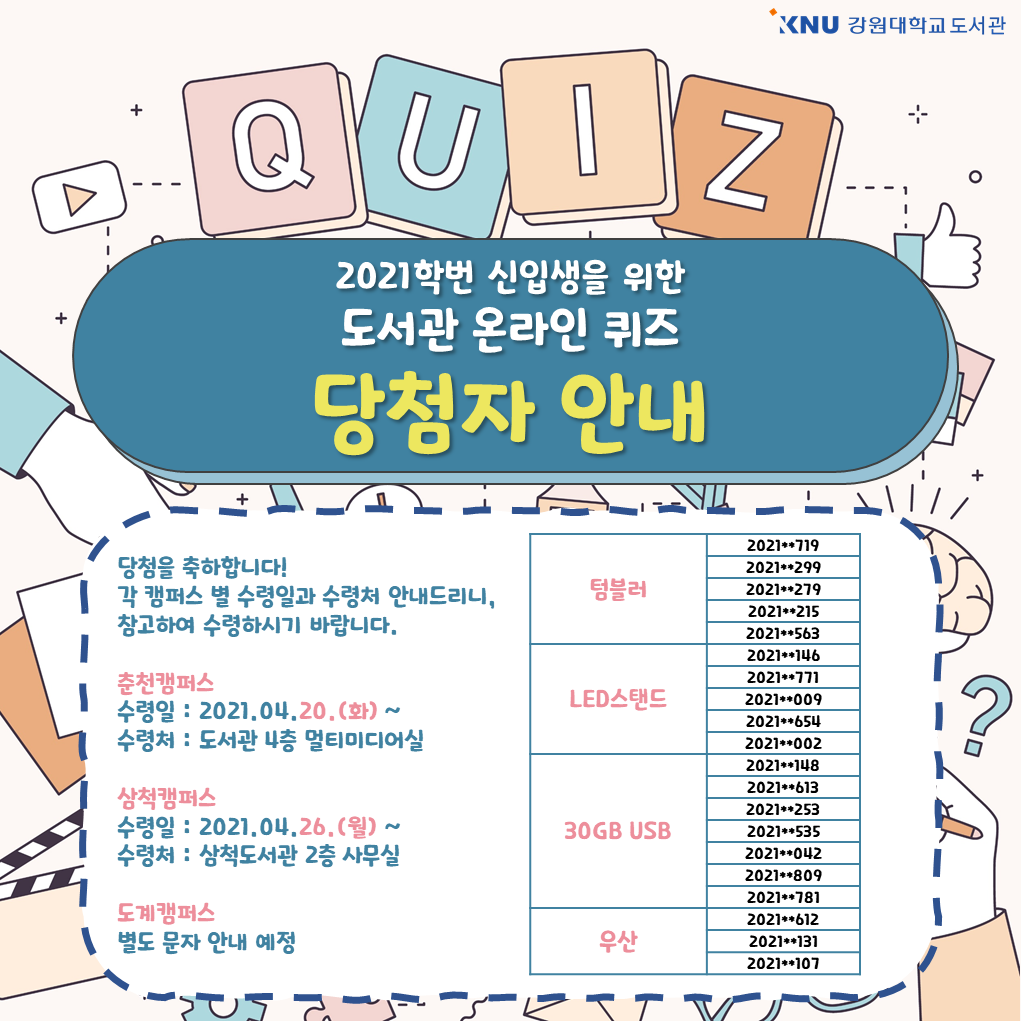 KNU 강원대학교도서관
QUIZ
2021학번 신입생을 위한
도서관 온라인 퀴즈
당첨자 안내
당첨을 축하합니다!
각 캠퍼스 별 수령일과 수령처 안내드리니,
참고하여 수령하시기 바랍니다.
춘천캠퍼스
수령일 : 2021.04.20.(화) ~
수령처 : 도서관 4층 멀티미디어실
삼척캠퍼스
수령일 : 2021.04.26.(월) ~
수령처 : 삼척도서관 2층 사무실
도계캠퍼스
별도 문자 안내 예정
텀블러
2021**719
2021**299
2021**279
2021**215
2021**563
LED스탠드
2021**146
2021**771
2021**009
2021**654
2021**002
30GB USB
2021**148
2021**613
2021**253
2021**535
2021**042
2021**809
2021**781
우산
2021**612
2021**131
2021**107
?